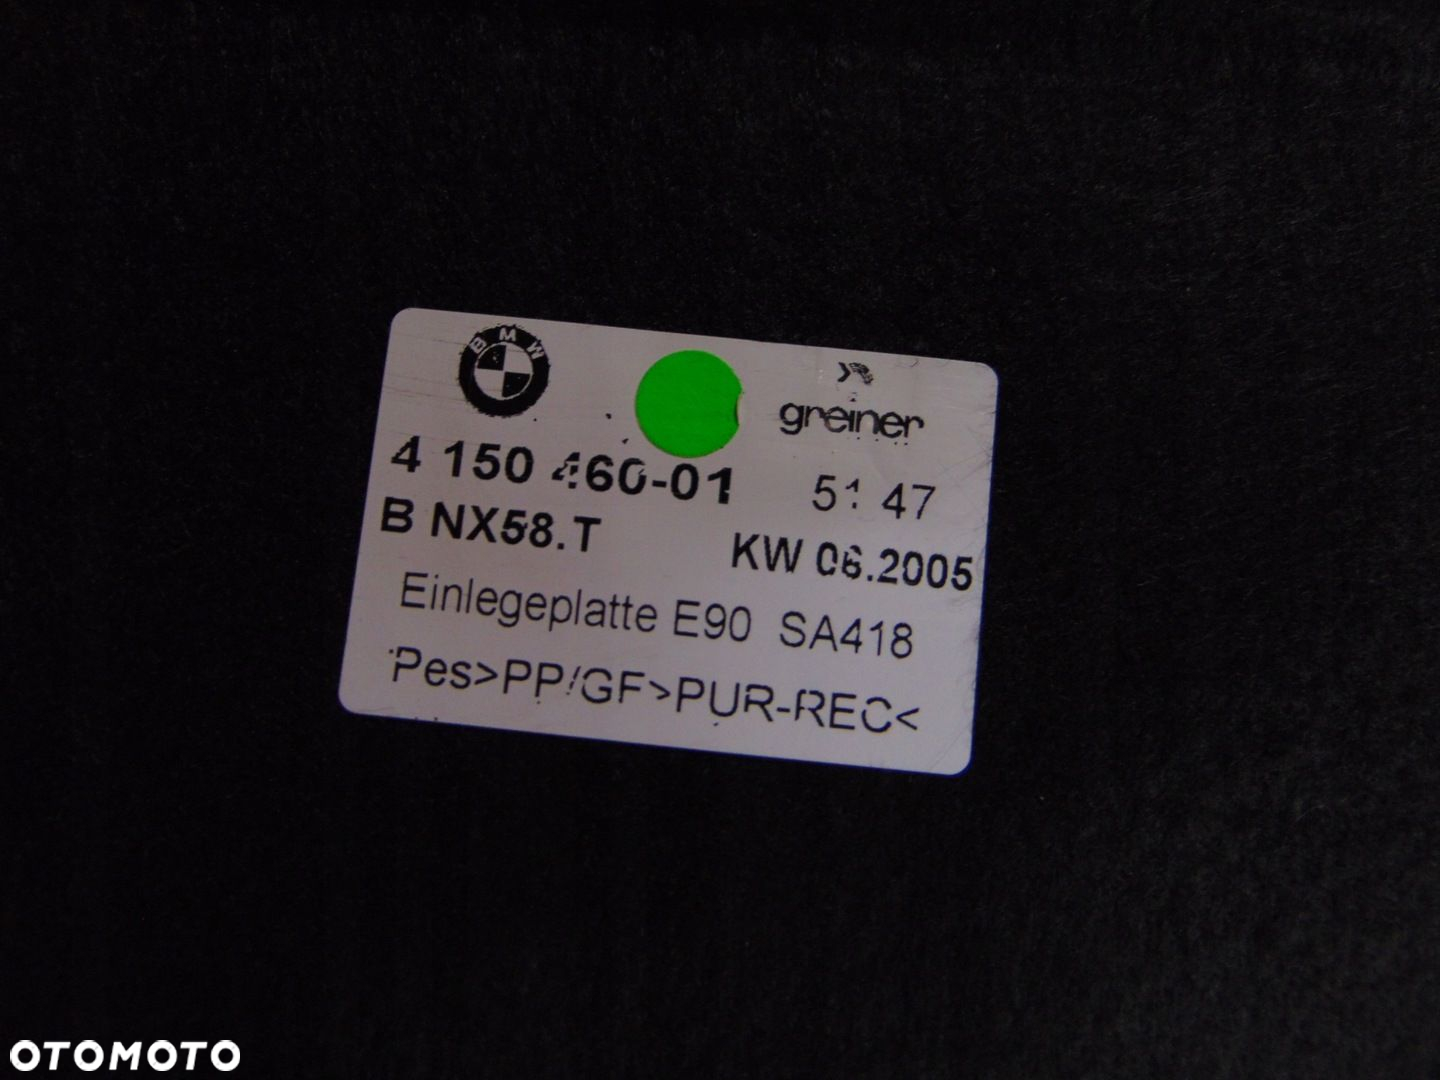 BMW
greiner
4 150 460-01 51 47
B NX58.T KW 06.2005
Einlegeplatte E90 SA418
Pes>PP/GF>PUR-REC<
OTOMOTO